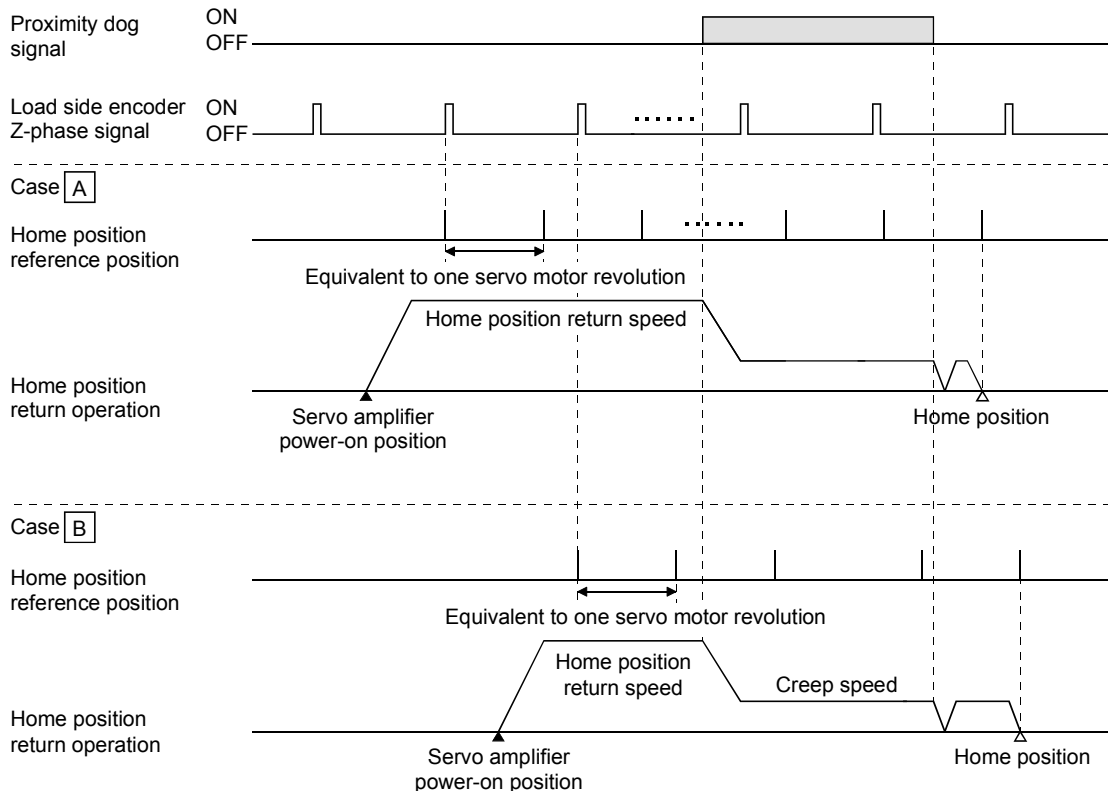 Proximity dog
signal
ON
OFF
Load side encoder
Z-phase signal
ON
OFF
Case A
Home position
reference position
Equivalent to one servo motor revolution
Home position return speed
Home position
return operation
Servo amplifier
power-on position
Home position
Case B
Home position
reference position
Equivalent to one servo motor revolution
Home position
return speed
Creep speed
Home position
return operation
Servo amplifier
power-on position
Home position